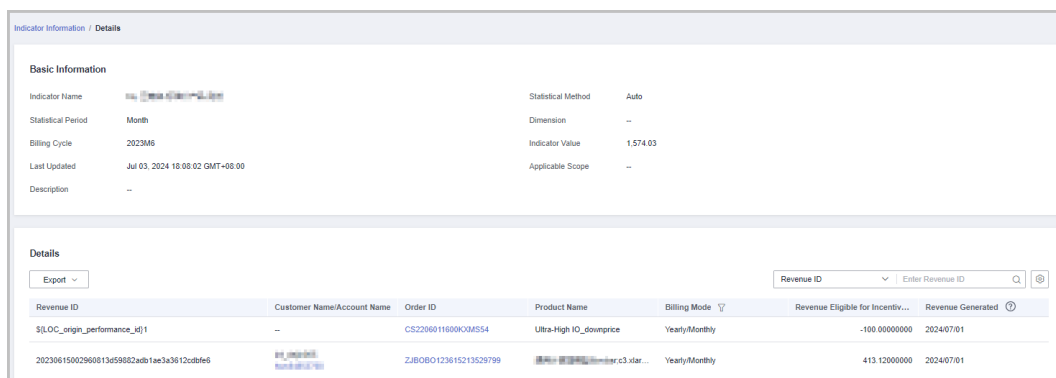 Indicator Information / Details
Basic Information
Indicator Name
Statistical Method Auto
Statistical Period Month
Dimension --
Billing Cycle 2023M6
Indicator Value 1,574.03
Last Updated Jul 03, 2024 18:08:02 GMT+08:00
Applicable Scope --
Description --
Details
Export
Revenue ID Enter Revenue ID
Revenue ID Customer Name/Account Name Order ID Product Name Billing Mode Revenue Eligible for Incentiv... Revenue Generated
${LOC_origin_performance_id}1 -- CS2206011600KXMS54 Ultra-High IO_downprice Yearly/Monthly -100.00000000 2024/07/01
20230615002960813d59882adb1ae3a3612cdbfe6 ZJBOBO123615213529799 ;c3.xlar... Yearly/Monthly 413.12000000 2024/07/01